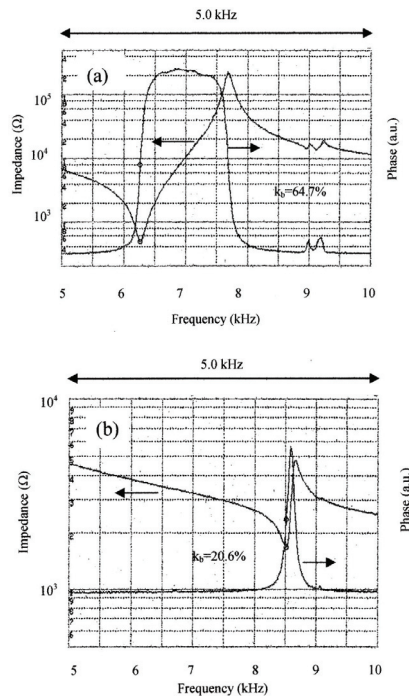 5.0 kHz
(a)
10⁵
10⁴
10³
Impedance (Ω)
Phase (a.u.)
k_b=64.7%
5 6 7 8 9 10
Frequency (kHz)
5.0 kHz
10⁴
(b)
10³
Impedance (Ω)
Phase (a.u.)
k_b=20.6%
5 6 7 8 9 10
Frequency (kHz)